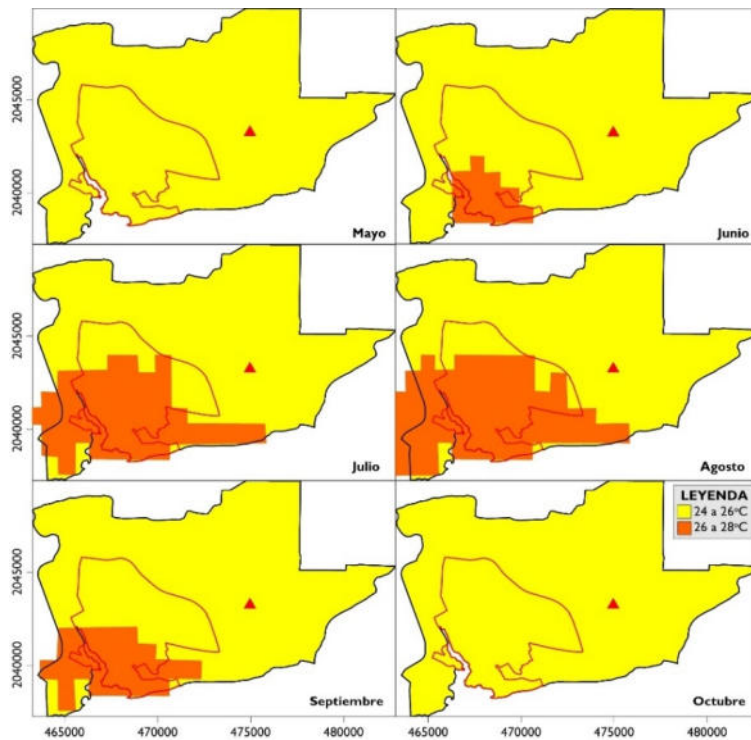 2045000
2040000
Mayo
Junio
2045000
2040000
Julio
Agosto
LEYENDA
24 a 26ºC
26 a 28ºC
2045000
2040000
Septiembre
Octubre
465000 470000 475000 480000 465000 470000 475000 480000